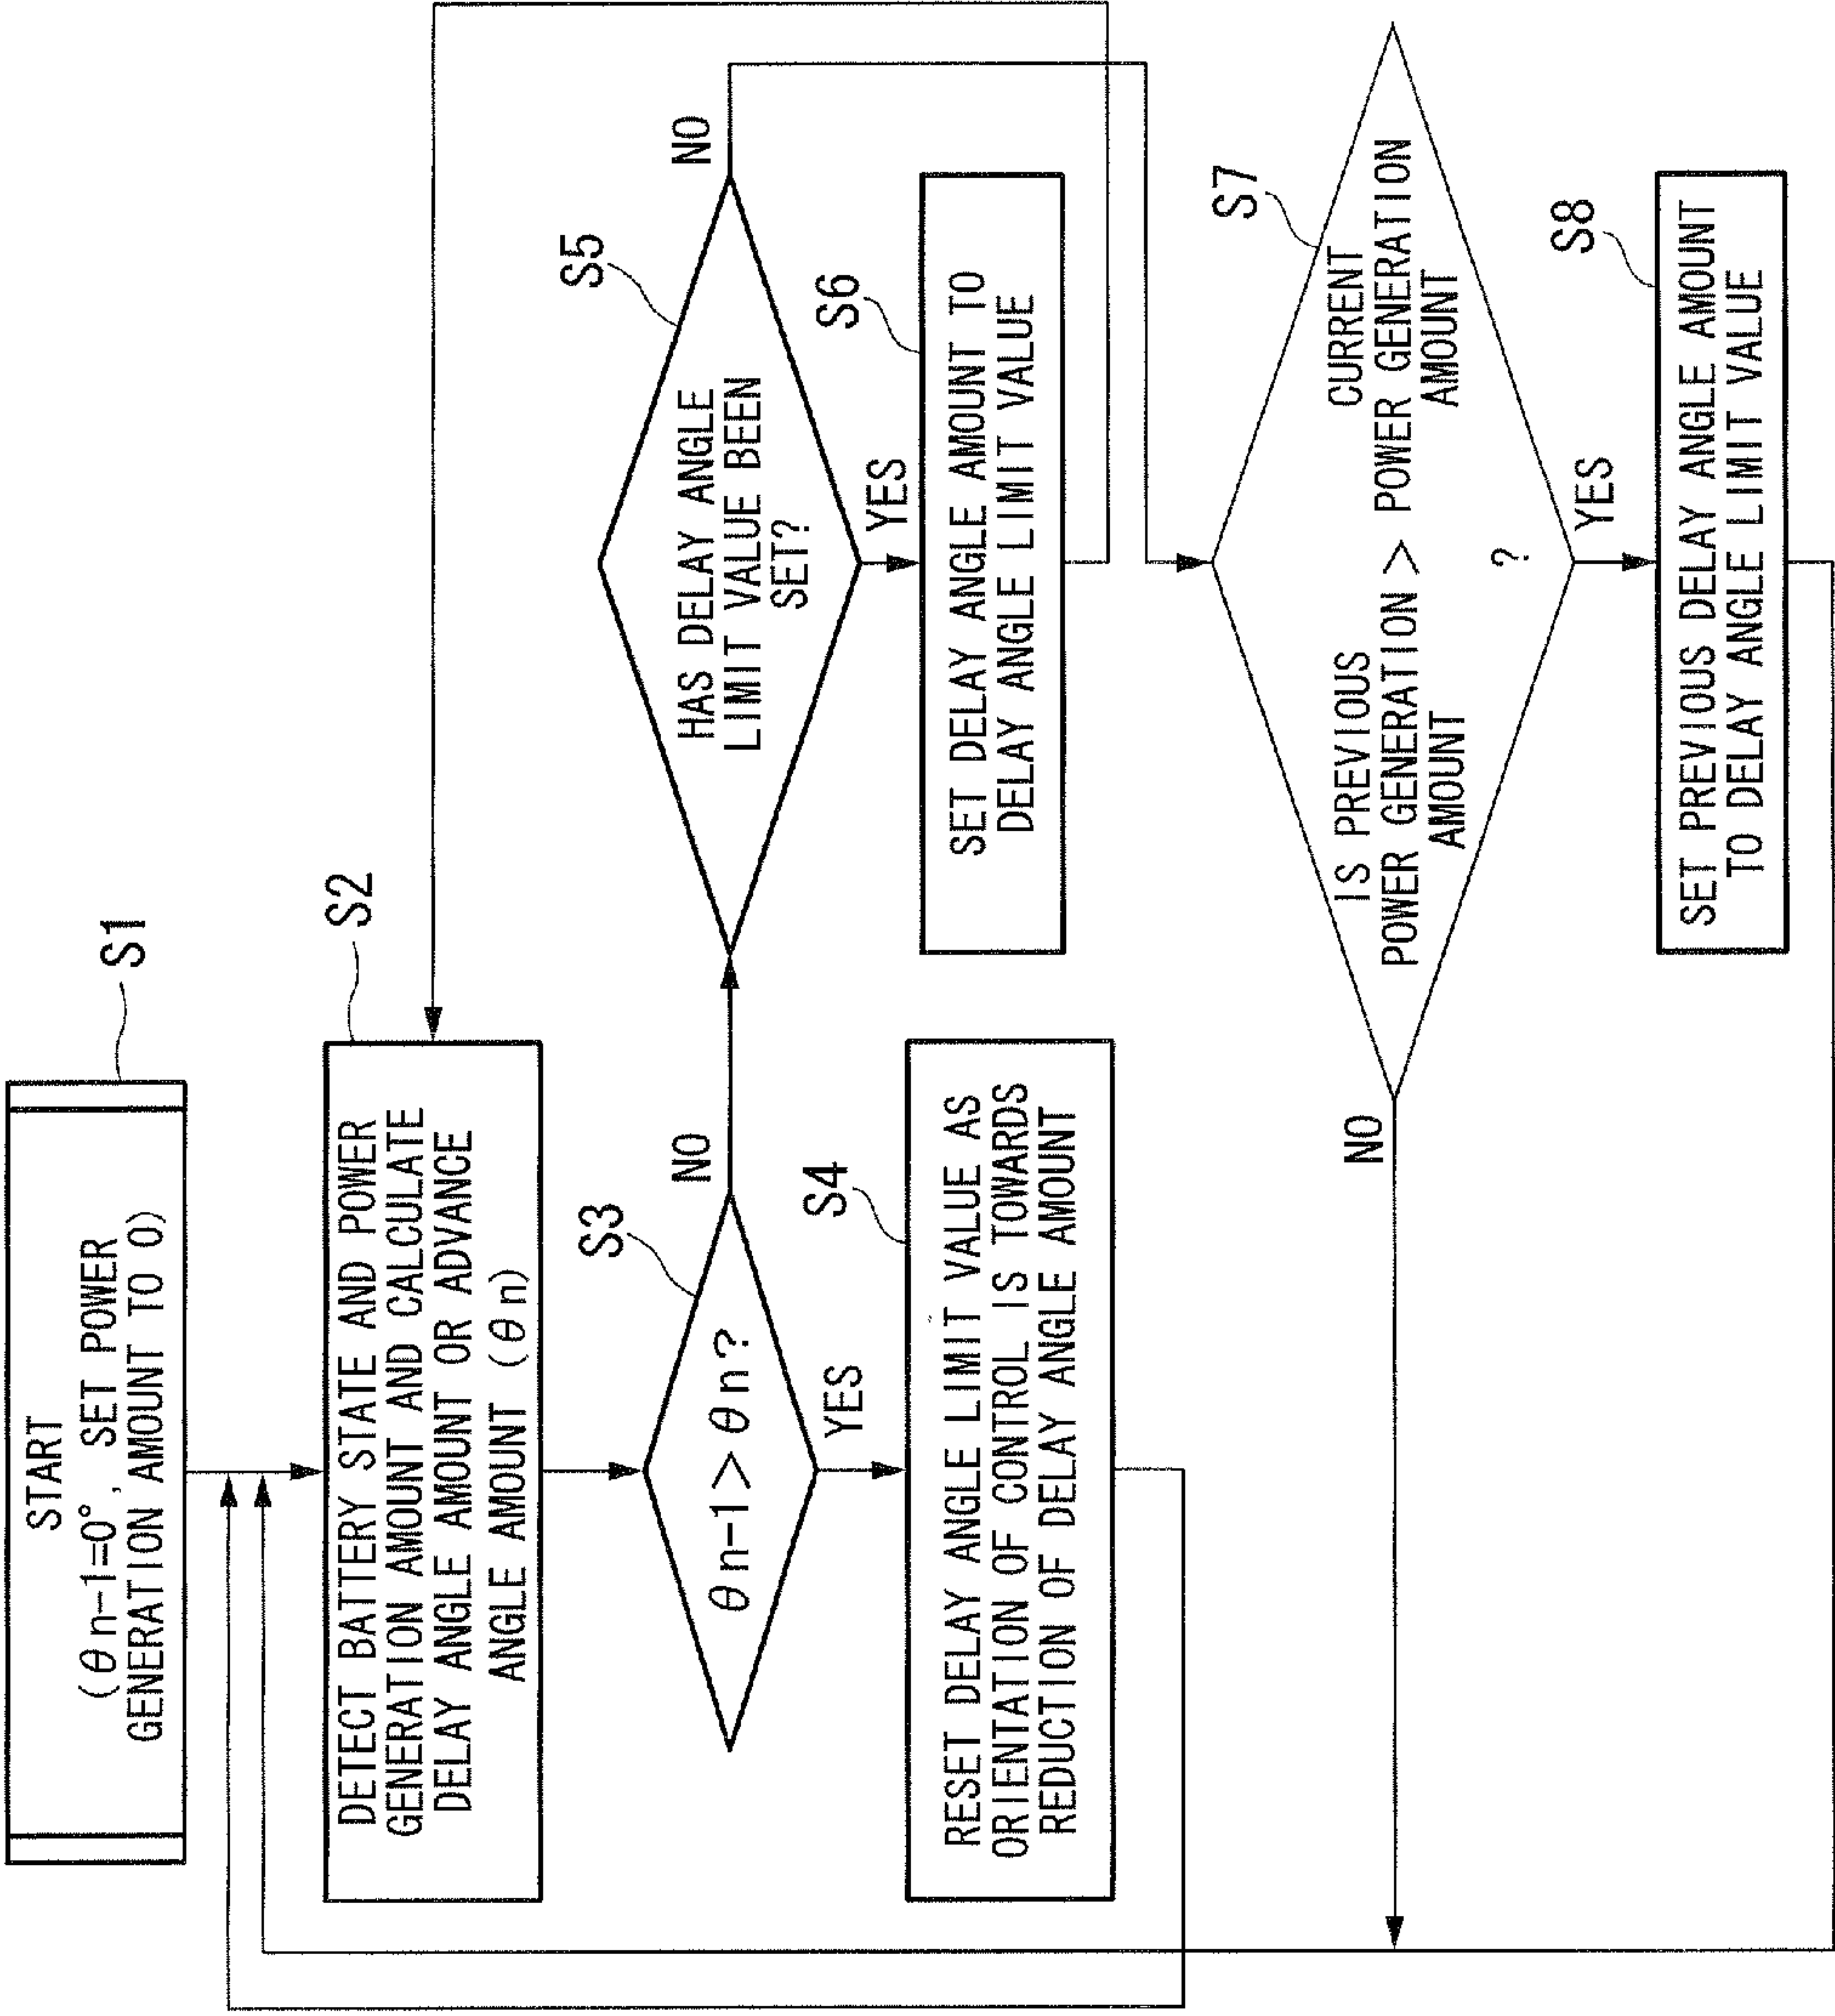 START
(θn-1=0°, SET POWER
GENERATION AMOUNT TO 0)
S1
DETECT BATTERY STATE AND POWER
GENERATION AMOUNT AND CALCULATE
DELAY ANGLE AMOUNT OR ADVANCE
ANGLE AMOUNT (θn)
S2
θn-1>θn?
S3
NO
YES
RESET DELAY ANGLE LIMIT VALUE AS
ORIENTATION OF CONTROL IS TOWARDS
REDUCTION OF DELAY ANGLE AMOUNT
S4
HAS DELAY ANGLE
LIMIT VALUE BEEN
SET?
S5
NO
YES
SET DELAY ANGLE AMOUNT TO
DELAY ANGLE LIMIT VALUE
S6
IS PREVIOUS CURRENT
POWER GENERATION > POWER GENERATION
AMOUNT AMOUNT
?
S7
NO
YES
SET PREVIOUS DELAY ANGLE AMOUNT
TO DELAY ANGLE LIMIT VALUE
S8